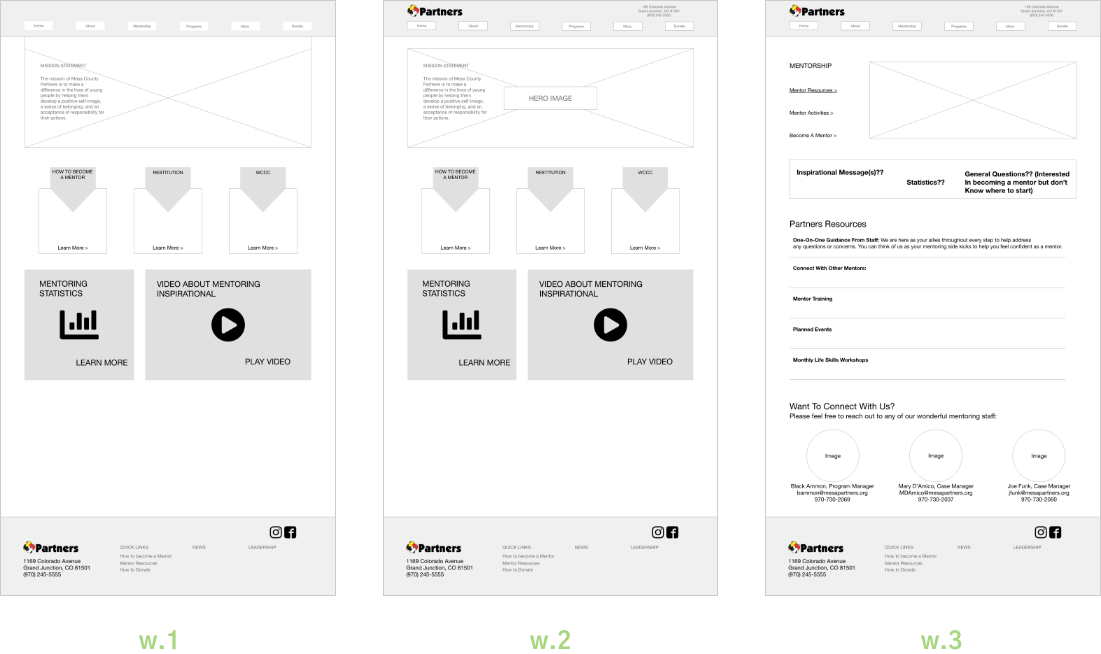 Home About Mentoring Programs News Donate
MISSION STATEMENT
The mission of Mesa County
Partners is to make a
difference in the lives of young
people by helping them
develop a positive self image,
a sense of belonging, and an
acceptance of responsibility for
their actions.
HOW TO BECOME
A MENTOR
RESTITUTION
WCCC
Learn More >
Learn More >
Learn More >
MENTORING
STATISTICS
LEARN MORE
VIDEO ABOUT MENTORING
INSPIRATIONAL
PLAY VIDEO
Partners
1169 Colorado Avenue
Grand Junction, CO 81501
(970) 245-5555
QUICK LINKS
How to become a Mentor
Mentor Resources
How to Donate
NEWS
LEADERSHIP
w.1
Partners
1169 Colorado Avenue
Grand Junction, CO 81501
(970) 245-5555
Home About Mentorship Programs News Donate
MISSION STATEMENT
The mission of Mesa County
Partners is to make a
difference in the lives of young
people by helping them
develop a positive self image,
a sense of belonging, and an
acceptance of responsibility for
their actions.
HERO IMAGE
HOW TO BECOME
A MENTOR
RESTITUTION
WCCC
Learn More >
Learn More >
Learn More >
MENTORING
STATISTICS
LEARN MORE
VIDEO ABOUT MENTORING
INSPIRATIONAL
PLAY VIDEO
Partners
1169 Colorado Avenue
Grand Junction, CO 81501
(970) 245-5555
QUICK LINKS
How to become a Mentor
Mentor Resources
How to Donate
NEWS
LEADERSHIP
w.2
Partners
1169 Colorado Avenue
Grand Junction, CO 81501
(970) 245-5555
Home About Mentorship Programs News Donate
MENTORSHIP
Mentor Resources >
Mentor Activities >
Become A Mentor >
Inspirational Message(s)??
Statistics??
General Questions?? (Interested
In becoming a mentor but don't
Know where to start)
Partners Resources
One-On-One Guidance From Staff: We are here as your allies throughout every step to help address
any questions or concerns. You can think of us as your mentoring side kicks to help you feel confident as a mentor.
Connect With Other Mentors:
Mentor Training
Planned Events
Monthly Life Skills Workshops
Want To Connect With Us?
Please feel free to reach out to any of our wonderful mentoring staff:
Image
Image
Image
Black Ammon, Program Manager
bammon@mesapartners.org
970-730-2069
Mary D'Amico, Case Manager
MDAmico@mesapartners.org
970-730-2037
Joe Funk, Case Manager
jfunk@mesapartners.org
970-730-2060
Partners
1169 Colorado Avenue
Grand Junction, CO 81501
(970) 245-5555
QUICK LINKS
How to become a Mentor
Mentor Resources
How to Donate
NEWS
LEADERSHIP
w.3